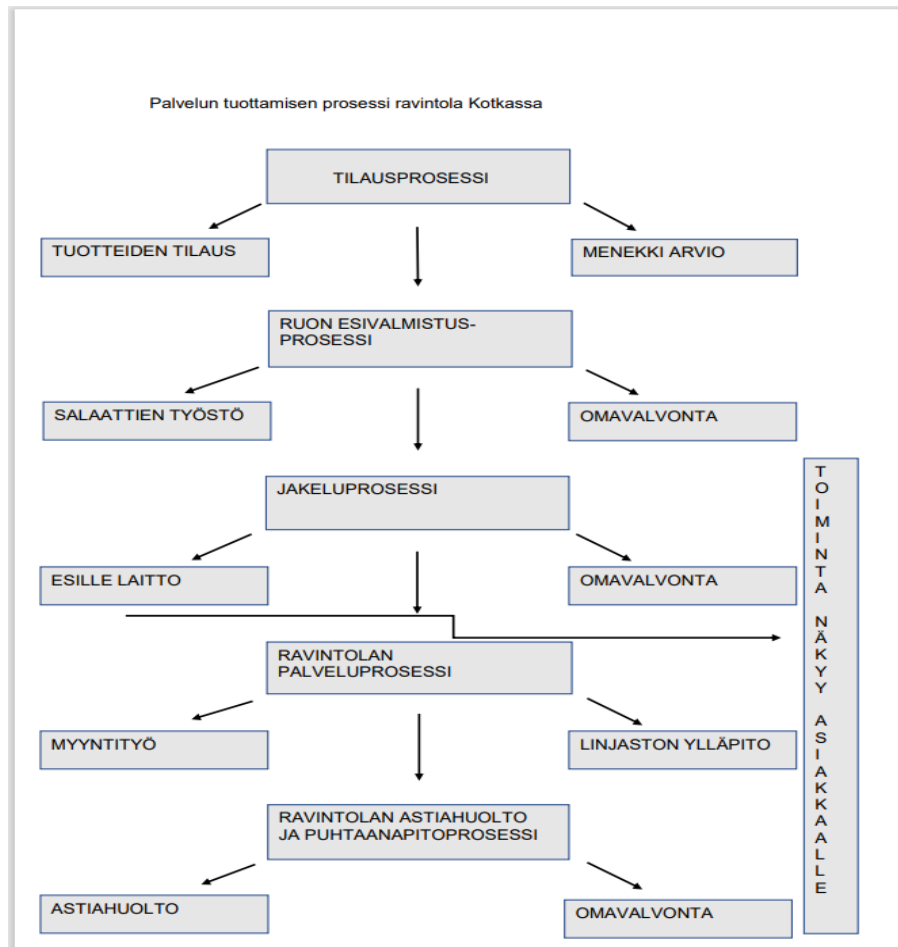 Palvelun tuottamisen prosessi ravintola Kotkassa
TILAUSPROSESSI
TUOTTEIDEN TILAUS
MENEKKI ARVIO
RUON ESIVALMISTUS-
PROSESSI
SALAATTIEN TYÖSTÖ
OMAVALVONTA
JAKELUPROSESSI
ESILLE LAITTO
OMAVALVONTA
RAVINTOLAN
PALVELUPROSESSI
MYYNTITYÖ
LINJASTON YLLÄPITO
RAVINTOLAN ASTIAHUOLTO
JA PUHTAANAPITOPROSESSI
ASTIAHUOLTO
OMAVALVONTA
TOIMINTA NÄKYY ASIAKKAALLE